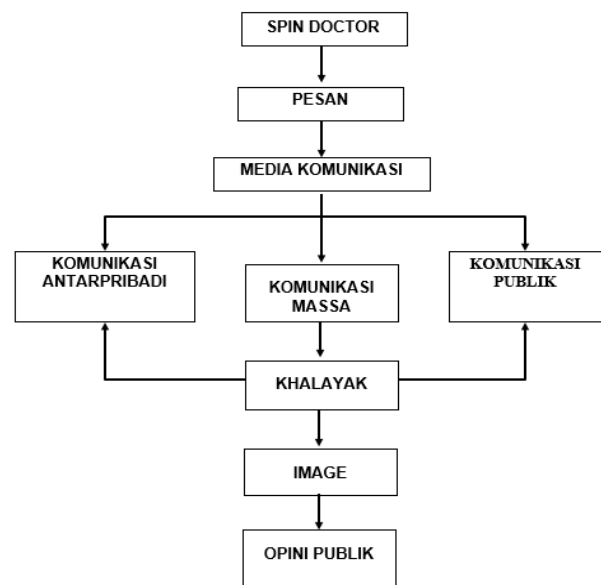 SPIN DOCTOR
PESAN
MEDIA KOMUNIKASI
KOMUNIKASI
ANTARPRIBADI
KOMUNIKASI
MASSA
KOMUNIKASI
PUBLIK
KHALAYAK
IMAGE
OPINI PUBLIK